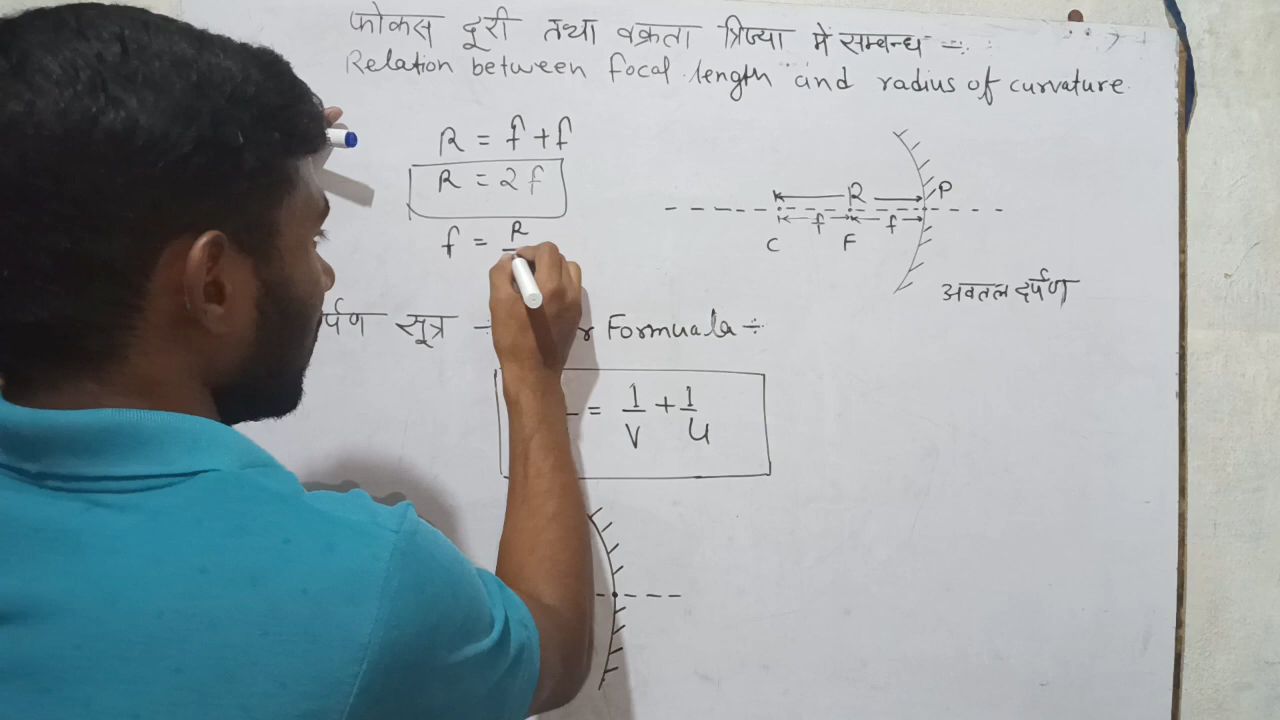 फोकस दूरी तथा वक्रता त्रिज्या में सम्बन्ध -:
Relation between focal length and radius of curvature.
R = f + f
R = 2f
f = R
R
P
f f
C F
अवतल दर्पण
सूत्र ÷ Formuala ÷
= 1/v + 1/u